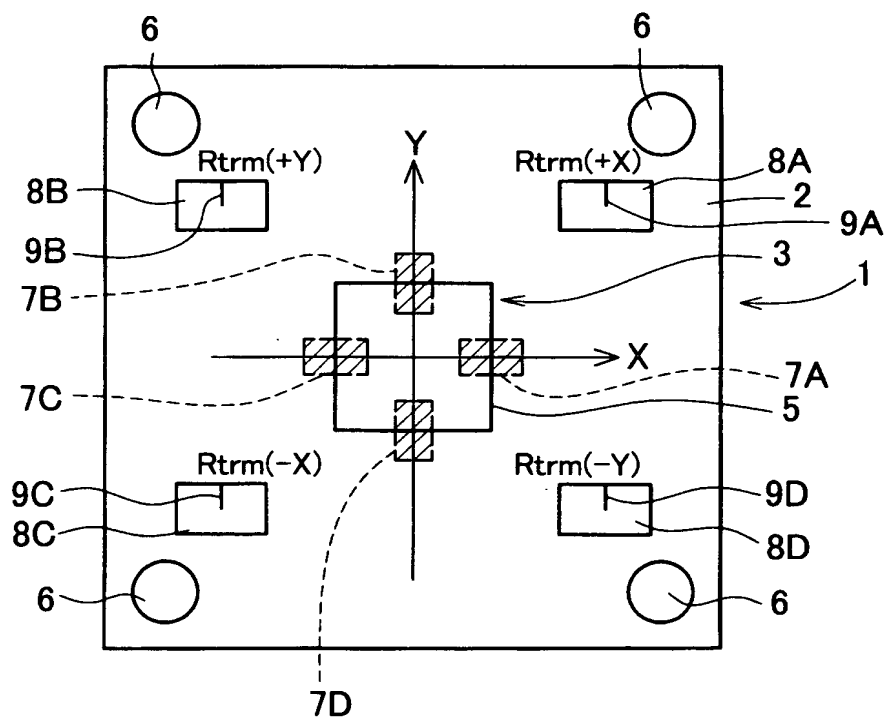 6
6
Y
Rtrm(+Y)
Rtrm(+X)
8A
8B
2
9B
9A
7B
3
1
X
7C
7A
5
Rtrm(-X)
Rtrm(-Y)
9C
9D
8C
8D
6
6
7D